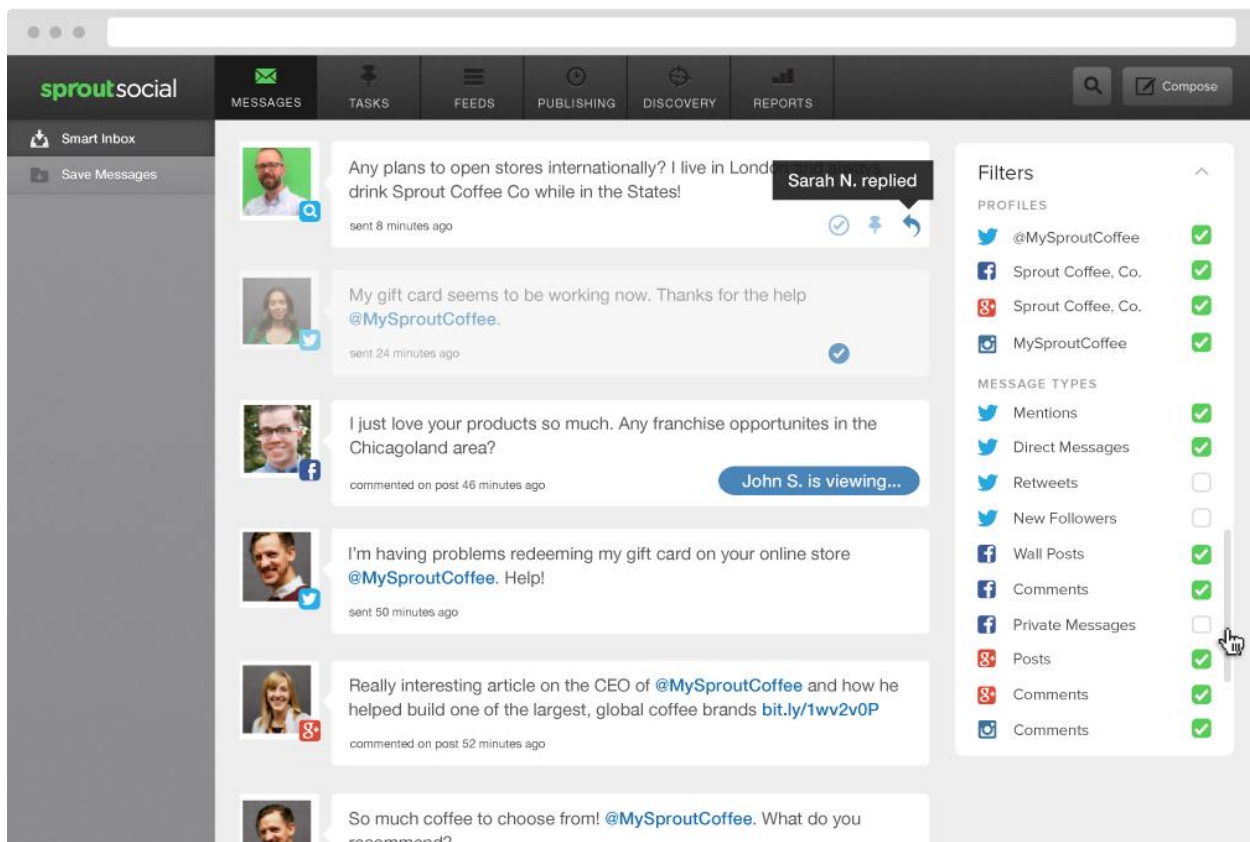 sproutsocial
MESSAGES
TASKS
FEEDS
PUBLISHING
DISCOVERY
REPORTS
Compose
Smart Inbox
Save Messages
Any plans to open stores internationally? I live in London and always
drink Sprout Coffee Co while in the States!
sent 8 minutes ago
Sarah N. replied
My gift card seems to be working now. Thanks for the help
@MySproutCoffee.
sent 24 minutes ago
I just love your products so much. Any franchise opportunites in the
Chicagoland area?
commented on post 46 minutes ago
John S. is viewing...
I'm having problems redeeming my gift card on your online store
@MySproutCoffee. Help!
sent 50 minutes ago
Really interesting article on the CEO of @MySproutCoffee and how he
helped build one of the largest, global coffee brands bit.ly/1wv2v0P
commented on post 52 minutes ago
So much coffee to choose from! @MySproutCoffee. What do you
recommend?
Filters
PROFILES
@MySproutCoffee
Sprout Coffee, Co.
Sprout Coffee, Co.
MySproutCoffee
MESSAGE TYPES
Mentions
Direct Messages
Retweets
New Followers
Wall Posts
Comments
Private Messages
Posts
Comments
Comments